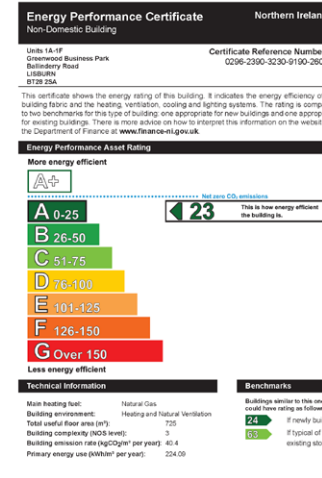 Energy Performance Certificate
Northern Irelan
Non-Domestic Building
Units 1A-1F
Greenwood Business Park
Ballinderry Road
LISBURN
BT28 2SA
Certificate Reference Numbe
0296-2390-3230-9190-260
This certificate shows the energy rating of this building. It indicates the energy efficiency o
building fabric and the heating, ventilation, cooling and lighting systems. The rating is comp
to two benchmarks for this type of building: one appropriate for new buildings and one approp
for existing buildings. There is more advice on how to interpret this information on the websit
the Department of Finance at www.finance-ni.gov.uk.
Energy Performance Asset Rating
More energy efficient
A+
Net zero CO₂ emissions
A 0-25
23
This is how energy efficient
the building is.
B 26-50
C 51-75
D 76-100
E 101-125
F 126-150
G Over 150
Less energy efficient
Technical Information
Main heating fuel: Natural Gas
Building environment: Heating and Natural Ventilation
Total useful floor area (m²): 725
Building complexity (NOS level): 3
Building emission rate (kgCO₂/m² per year): 40.4
Primary energy use (kWh/m² per year): 224.09
Benchmarks
Buildings similar to this one
could have rating as follow
24 If newly bui
63 If typical of
existing sto